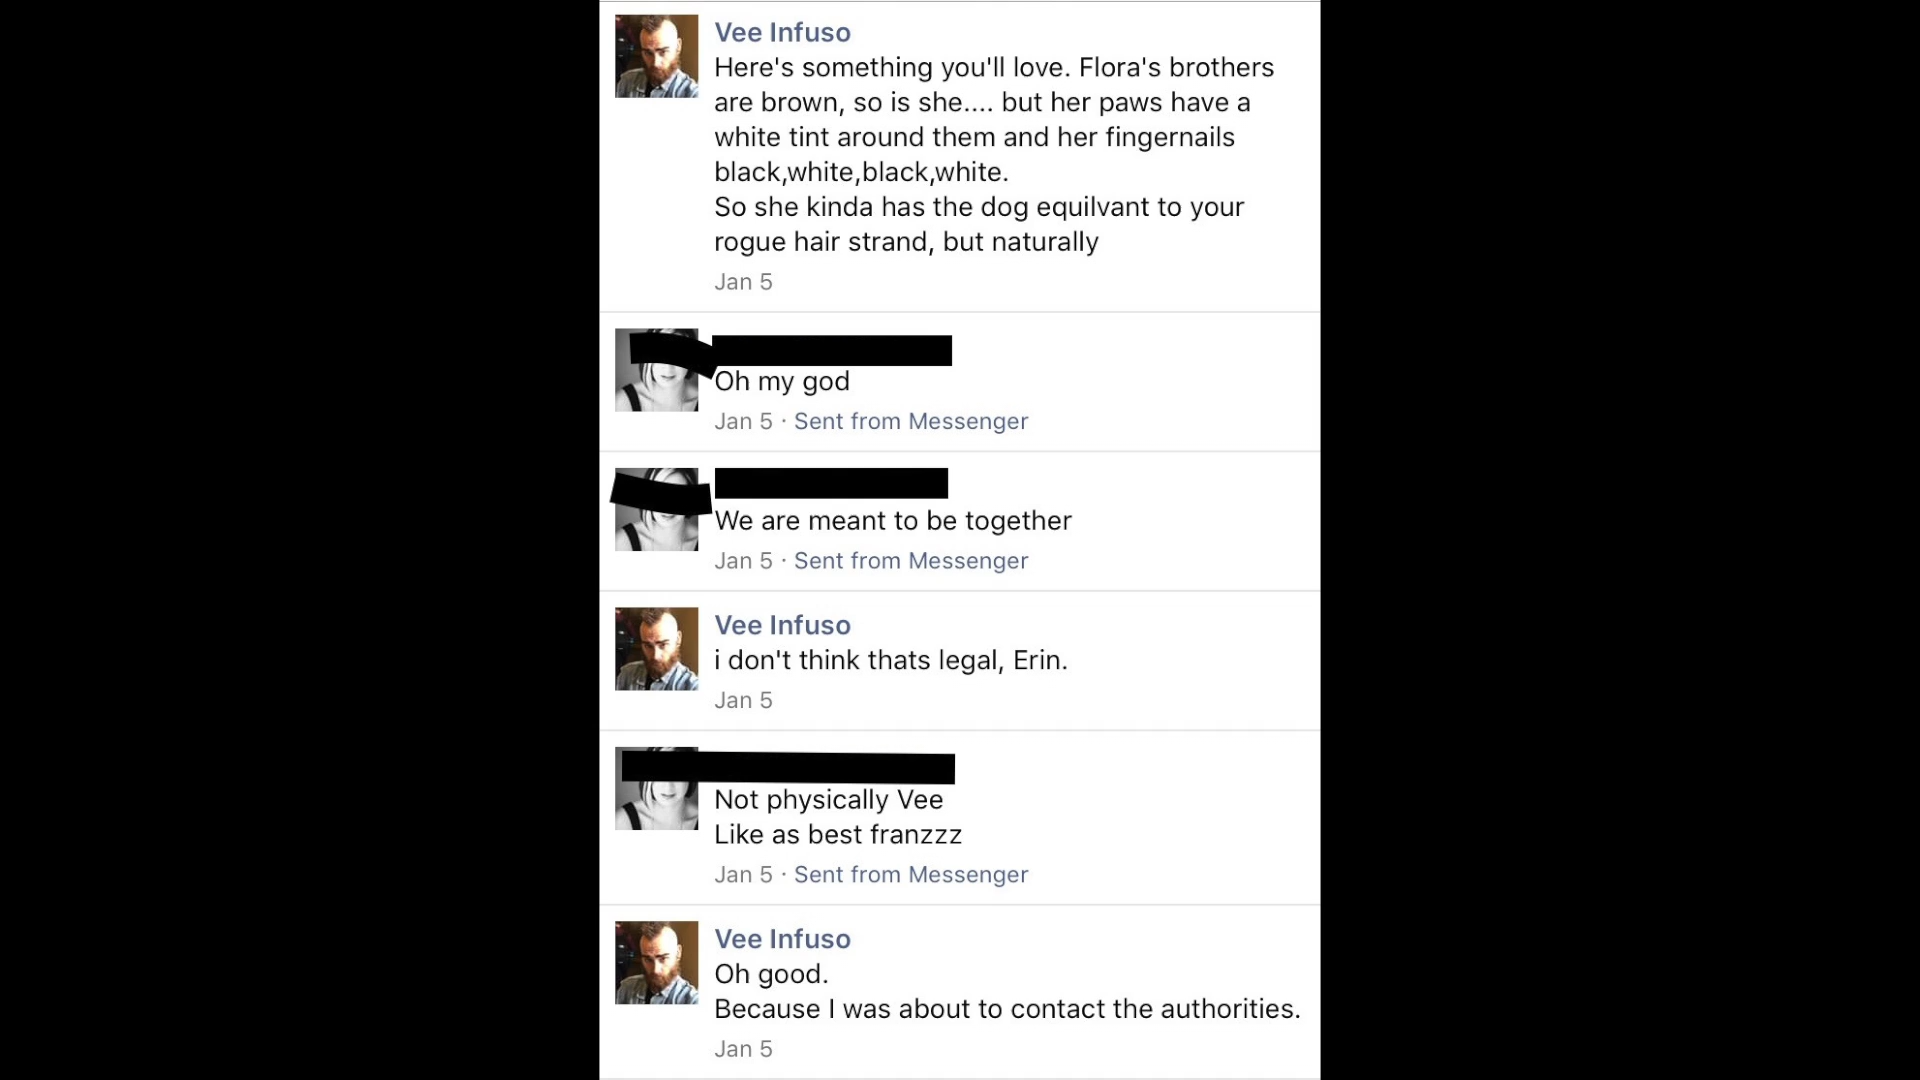 Vee Infuso
Here's something you'll love. Flora's brothers
are brown, so is she.... but her paws have a
white tint around them and her fingernails
black,white,black,white.
So she kinda has the dog equilvant to your
rogue hair strand, but naturally
Jan 5
Oh my god
Jan 5 · Sent from Messenger
We are meant to be together
Jan 5 · Sent from Messenger
Vee Infuso
i don't think thats legal, Erin.
Jan 5
Not physically Vee
Like as best franzzz
Jan 5 · Sent from Messenger
Vee Infuso
Oh good.
Because I was about to contact the authorities.
Jan 5